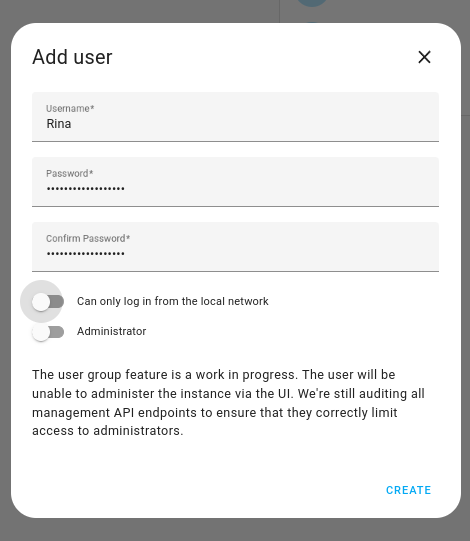 Add user
Username*
Rina
Password*
••••••••••••••••••
Confirm Password*
••••••••••••••••••
Can only log in from the local network
Administrator
The user group feature is a work in progress. The user will be
unable to administer the instance via the UI. We're still auditing all
management API endpoints to ensure that they correctly limit
access to administrators.
CREATE